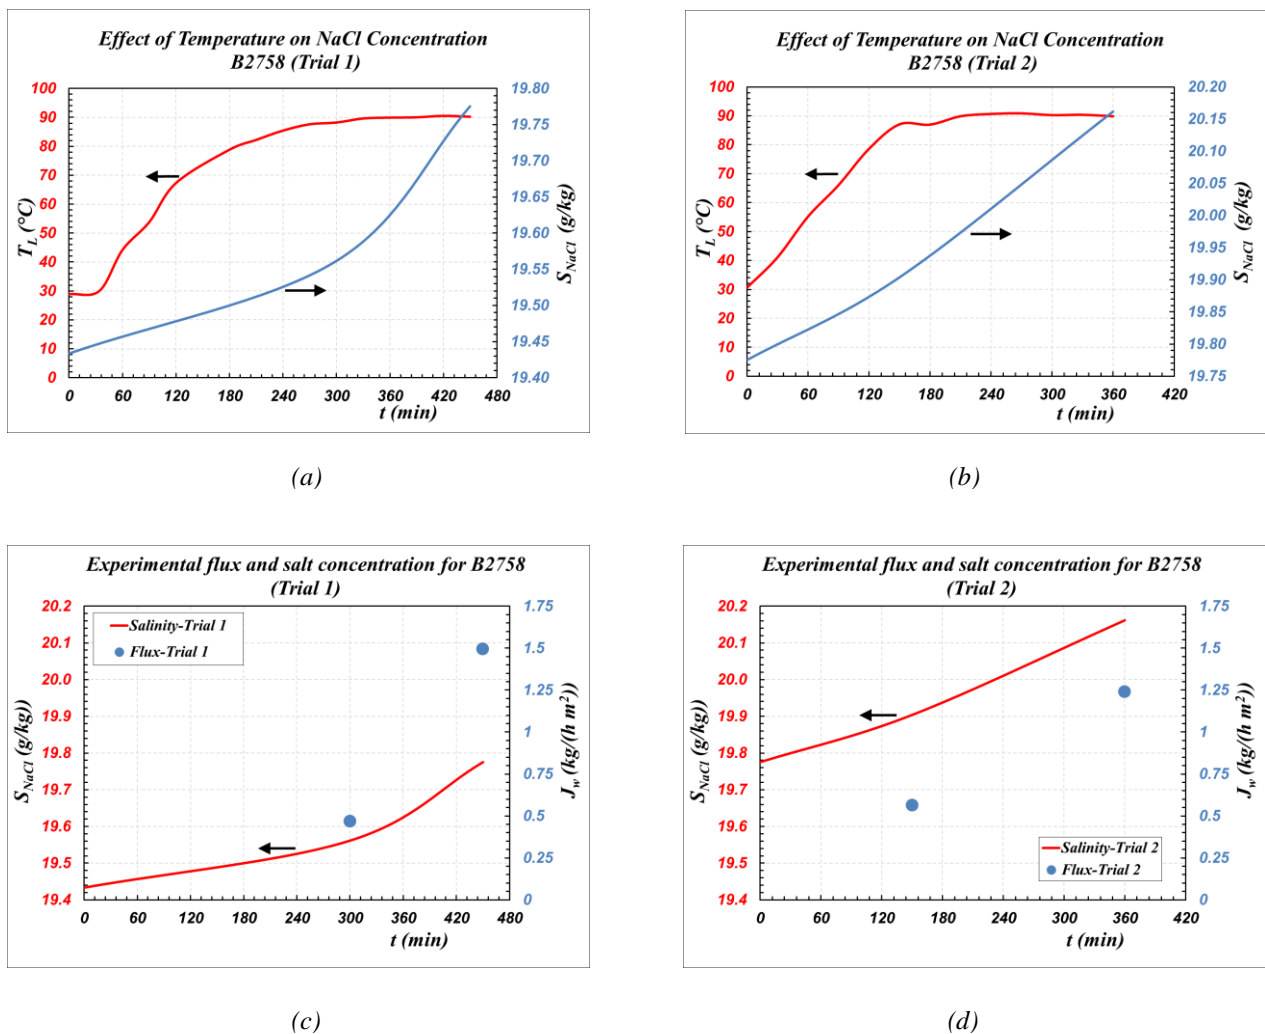 Effect of Temperature on NaCl Concentration
B2758 (Trial 1)
100
90
80
70
60
50
40
30
20
10
0
T_L (°C)
19.80
19.75
19.70
19.65
19.60
19.55
19.50
19.45
19.40
S_NaCl (g/kg)
0 60 120 180 240 300 360 420 480
t (min)
(a)
Effect of Temperature on NaCl Concentration
B2758 (Trial 2)
100
90
80
70
60
50
40
30
20
10
0
T_L (°C)
20.20
20.15
20.10
20.05
20.00
19.95
19.90
19.85
19.80
19.75
S_NaCl (g/kg)
0 60 120 180 240 300 360 420
t (min)
(b)
Experimental flux and salt concentration for B2758
(Trial 1)
20.2
20.1
20.0
19.9
19.8
19.7
19.6
19.5
19.4
S_NaCl (g/kg))
Salinity-Trial 1
Flux-Trial 1
1.75
1.5
1.25
1
0.75
0.5
0.25
0
J_w (kg/(h m²))
0 60 120 180 240 300 360 420 480
t (min)
(c)
Experimental flux and salt concentration for B2758
(Trial 2)
20.2
20.1
20.0
19.9
19.8
19.7
19.6
19.5
19.4
S_NaCl (g/kg))
1.75
1.5
1.25
1
0.75
0.5
0.25
0
J_w (kg/(h m²))
Salinity-Trial 2
Flux-Trial 2
0 60 120 180 240 300 360 420
t (min)
(d)